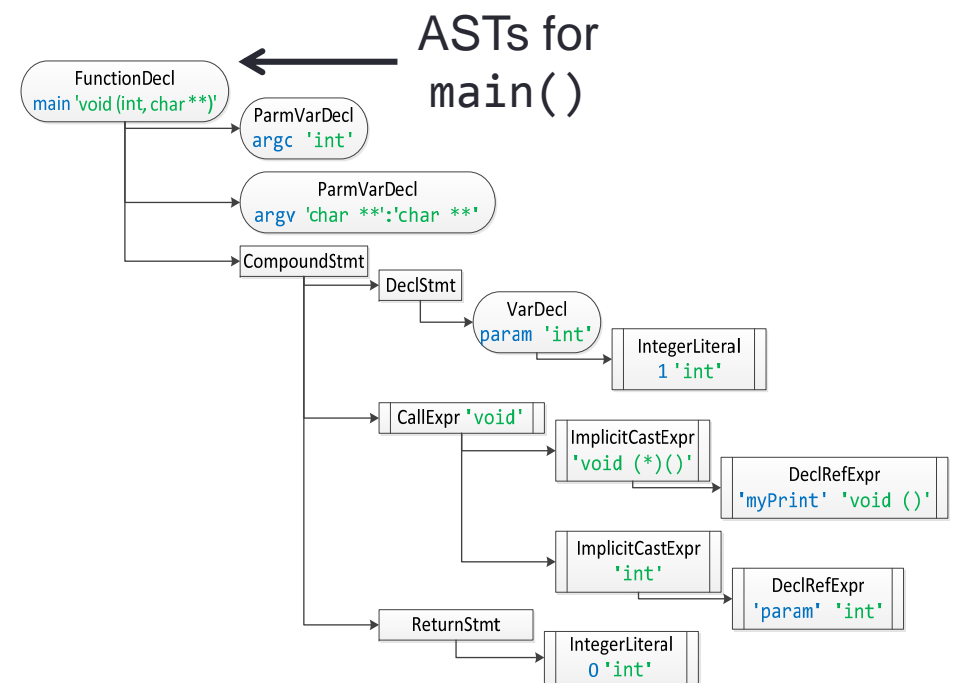 ASTs for
main()
FunctionDecl
main 'void (int, char **)'
ParmVarDecl
argc 'int'
ParmVarDecl
argv 'char **':'char **'
CompoundStmt
DeclStmt
VarDecl
param 'int'
IntegerLiteral
1 'int'
CallExpr 'void'
ImplicitCastExpr
'void (*)()'
DeclRefExpr
'myPrint' 'void ()'
ImplicitCastExpr
'int'
DeclRefExpr
'param' 'int'
ReturnStmt
IntegerLiteral
0 'int'